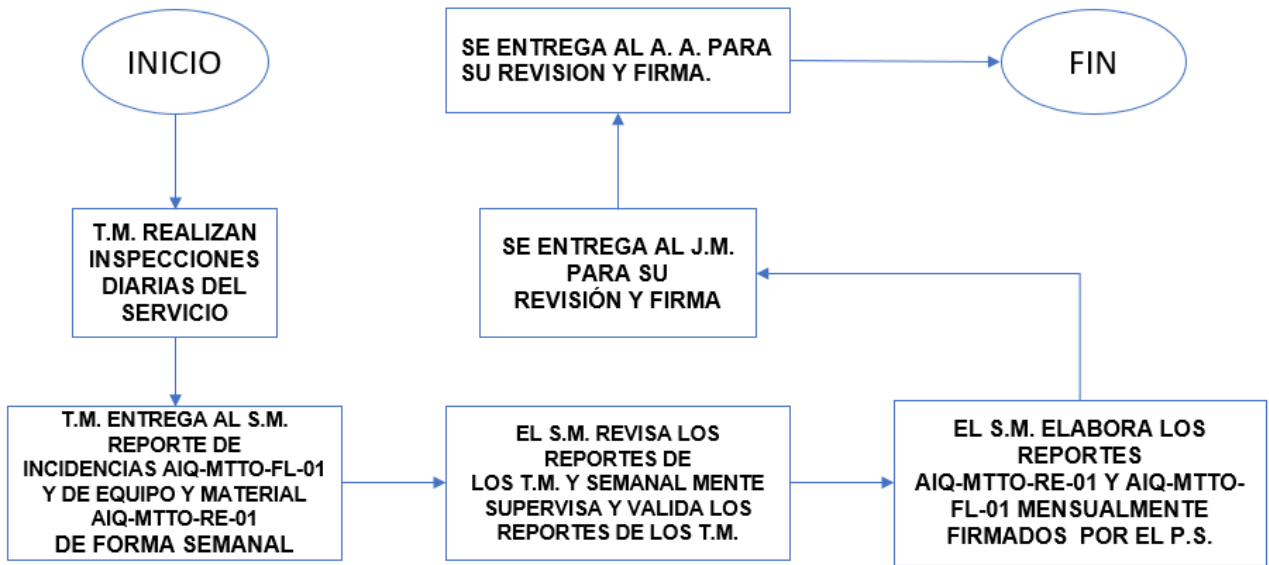 INICIO
T.M. REALIZAN
INSPECCIONES
DIARIAS DEL
SERVICIO
T.M. ENTREGA AL S.M.
REPORTE DE
INCIDENCIAS AIQ-MTTO-FL-01
Y DE EQUIPO Y MATERIAL
AIQ-MTTO-RE-01
DE FORMA SEMANAL
EL S.M. REVISA LOS
REPORTES DE
LOS T.M. Y SEMANAL MENTE
SUPERVISA Y VALIDA LOS
REPORTES DE LOS T.M.
EL S.M. ELABORA LOS
REPORTES
AIQ-MTTO-RE-01 Y AIQ-MTTO-
FL-01 MENSUALMENTE
FIRMADOS POR EL P.S.
SE ENTREGA AL J.M.
PARA SU
REVISIÓN Y FIRMA
SE ENTREGA AL A. A. PARA
SU REVISION Y FIRMA.
FIN